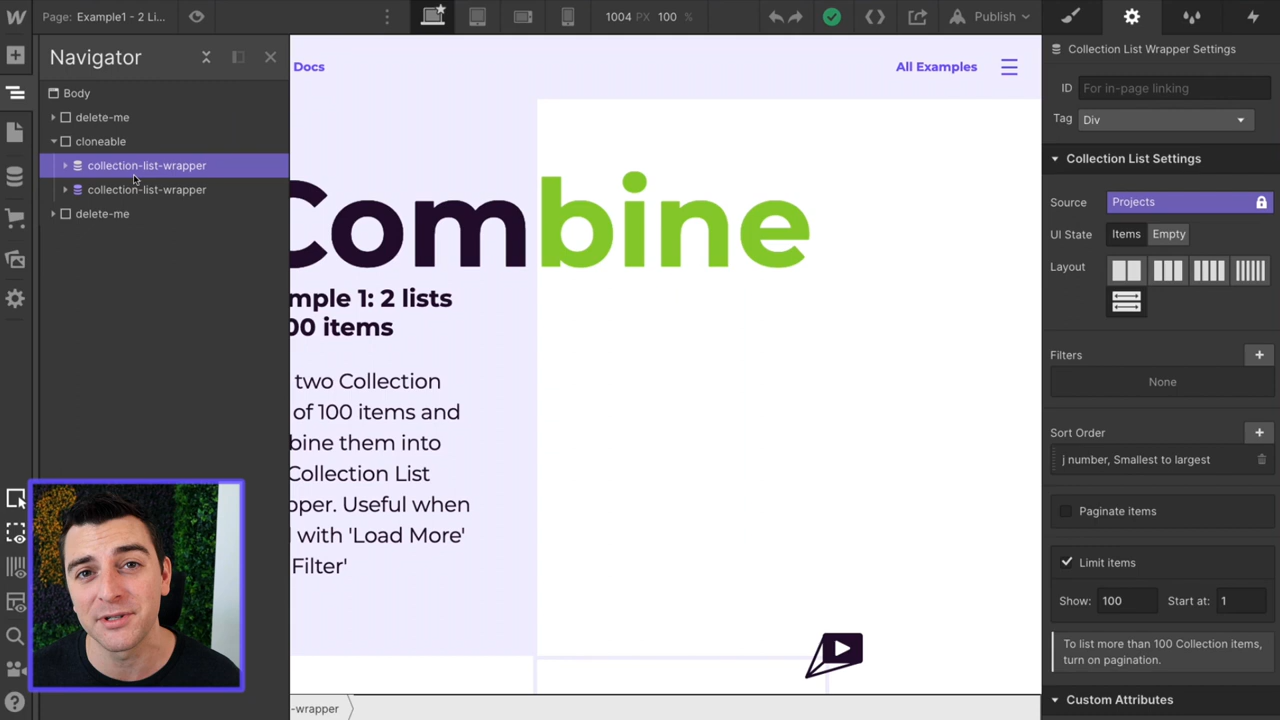 Page: Example1 - 2 Li...
1004 PX 100 %
Publish
Navigator
Body
delete-me
cloneable
collection-list-wrapper
collection-list-wrapper
delete-me
Docs
All Examples
Combine
mple 1: 2 lists
00 items
two Collection
of 100 items and
bine them into
Collection List
pper. Useful when
d with 'Load More'
Filter'
-wrapper
Collection List Wrapper Settings
ID For in-page linking
Tag Div
Collection List Settings
Source Projects
UI State Items Empty
Layout
Filters
None
Sort Order
j number, Smallest to largest
Paginate items
Limit items
Show: 100 Start at: 1
To list more than 100 Collection items,
turn on pagination.
Custom Attributes